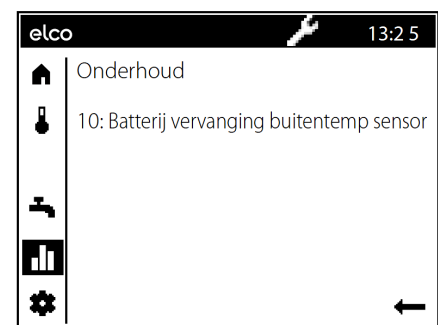 elco 13:2 5
Onderhoud
10: Batterij vervanging buitentemp sensor